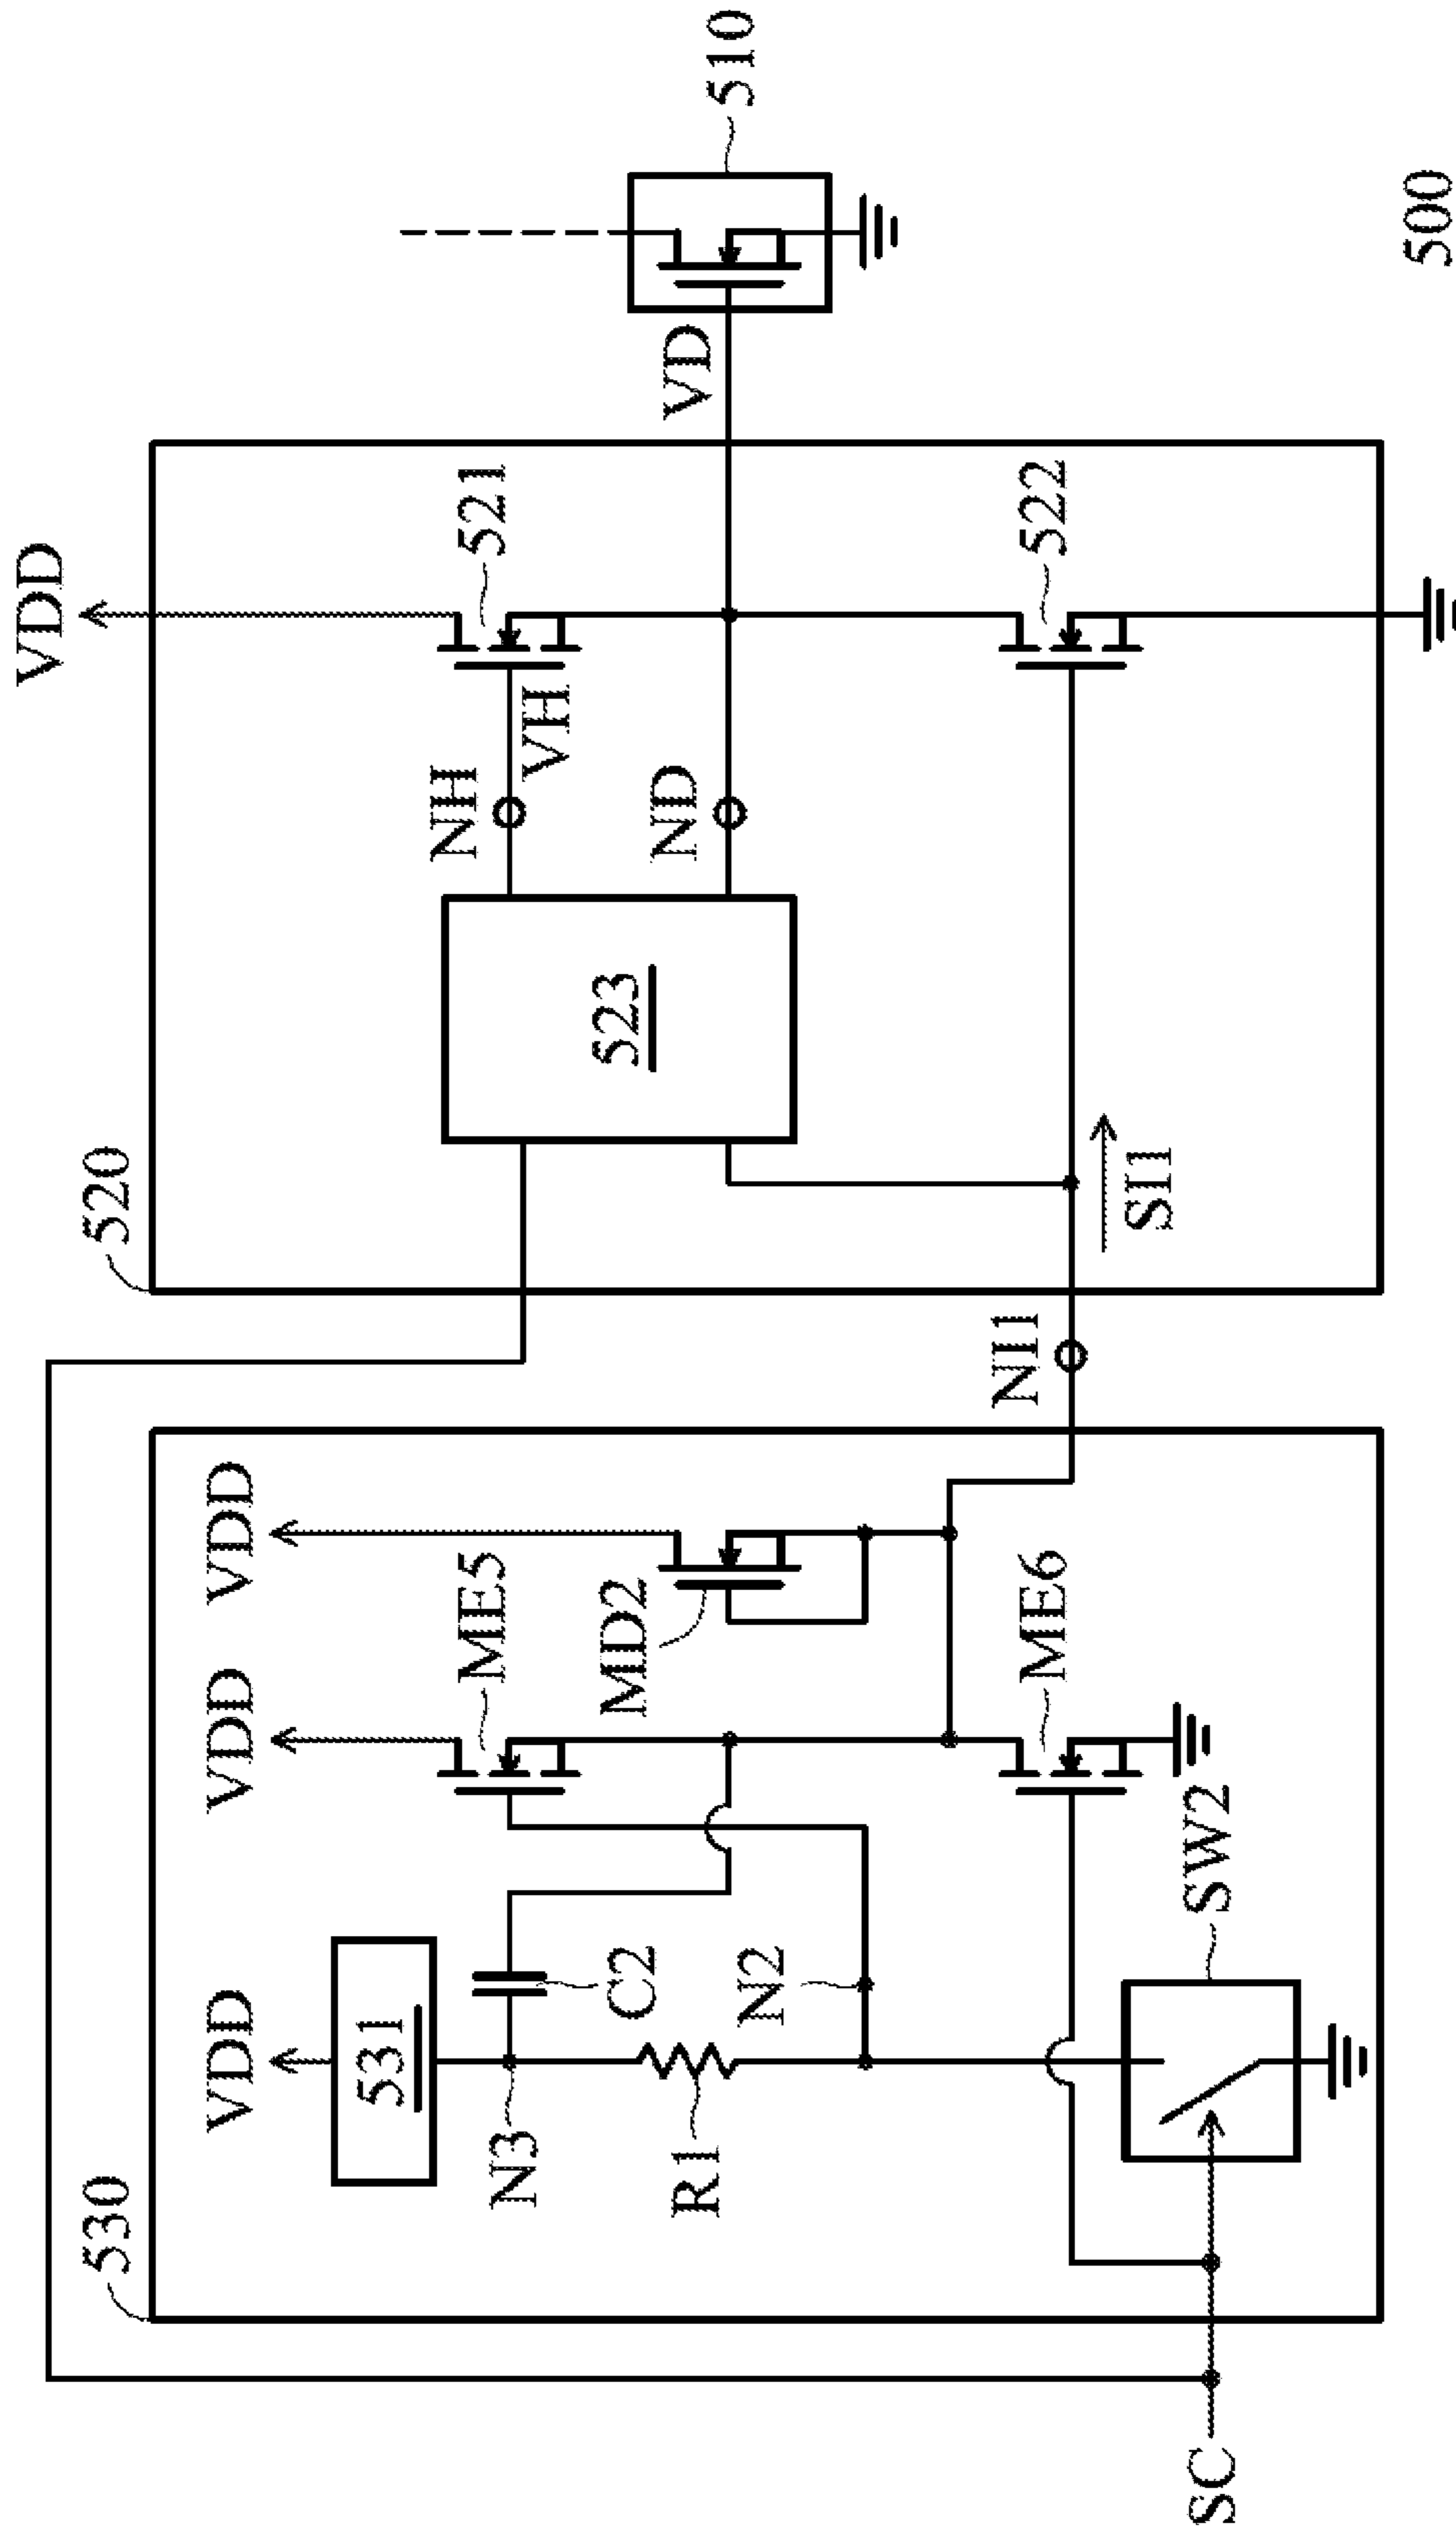 530
VDD
531
N3
C2
R1
N2
SC
SW2
VDD
ME5
VDD
MD2
ME6
NI1
520
SI1
523
NH
VH
ND
VDD
521
522
VD
510
500